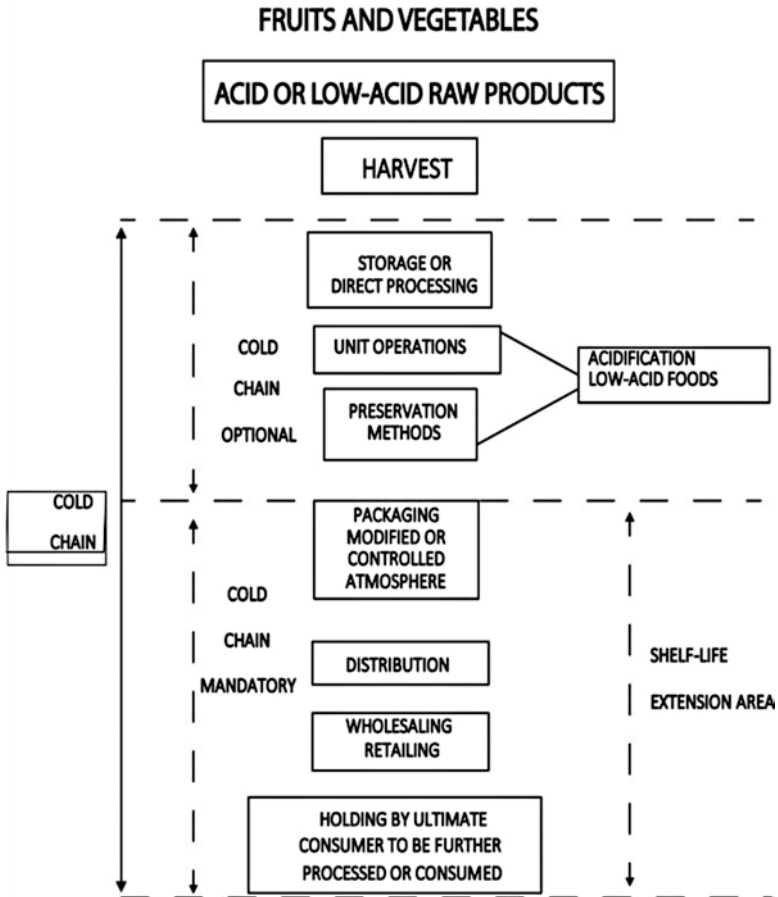 FRUITS AND VEGETABLES
ACID OR LOW-ACID RAW PRODUCTS
HARVEST
STORAGE OR
DIRECT PROCESSING
COLD
CHAIN
OPTIONAL
UNIT OPERATIONS
PRESERVATION
METHODS
ACIDIFICATION
LOW-ACID FOODS
COLD
CHAIN
PACKAGING
MODIFIED OR
CONTROLLED
ATMOSPHERE
COLD
CHAIN
MANDATORY
DISTRIBUTION
WHOLESALING
RETAILING
HOLDING BY ULTIMATE
CONSUMER TO BE FURTHER
PROCESSED OR CONSUMED
SHELF-LIFE
EXTENSION AREA